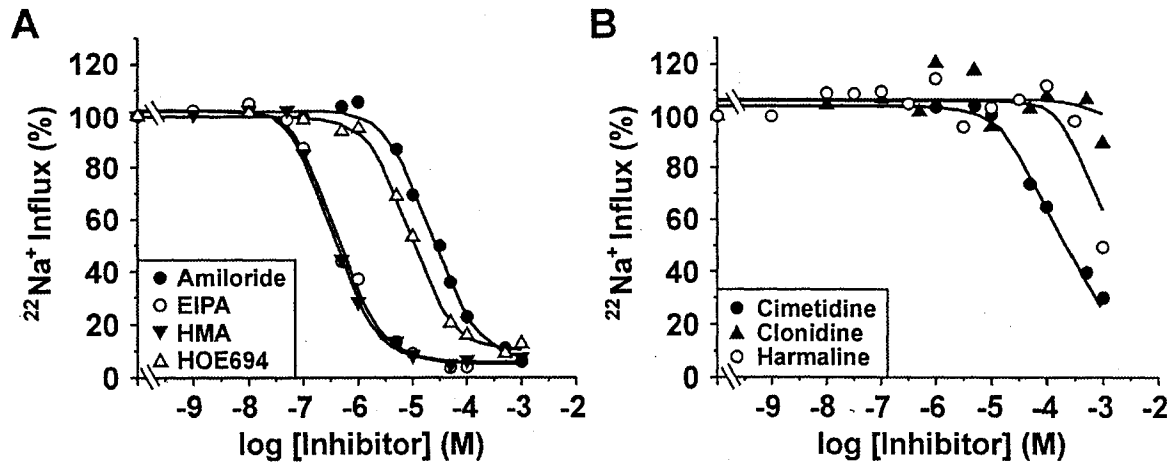 A
²²Na⁺ Influx (%)
120
100
80
60
40
20
0
Amiloride
EIPA
HMA
HOE694
-9 -8 -7 -6 -5 -4 -3 -2
log [Inhibitor] (M)
B
²²Na⁺ Influx (%)
120
100
80
60
40
20
0
Cimetidine
Clonidine
Harmaline
-9 -8 -7 -6 -5 -4 -3 -2
log [Inhibitor] (M)